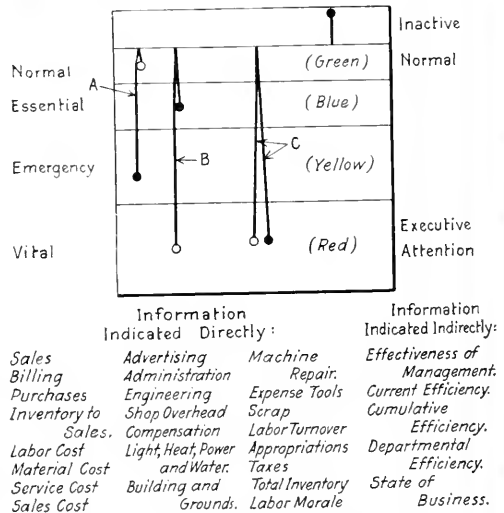 Inactive
Normal (Green) Normal
A
Essential (Blue)
Emergency B C (Yellow)
Executive
Vital (Red) Attention
Information
Indicated Directly:
Sales
Billing
Purchases
Inventory to
Sales.
Labor Cost
Material Cost
Service Cost
Sales Cost
Advertising
Administration
Engineering
Shop Overhead
Compensation
Light, Heat, Power
and Water.
Building and
Grounds.
Machine
Repair.
Expense Tools
Scrap
Labor Turnover
Appropriations
Taxes
Total Inventory
Labor Morale
Information
Indicated Indirectly:
Effectiveness of
Management.
Current Efficiency.
Cumulative
Efficiency.
Departmental
Efficiency.
State of
Business.